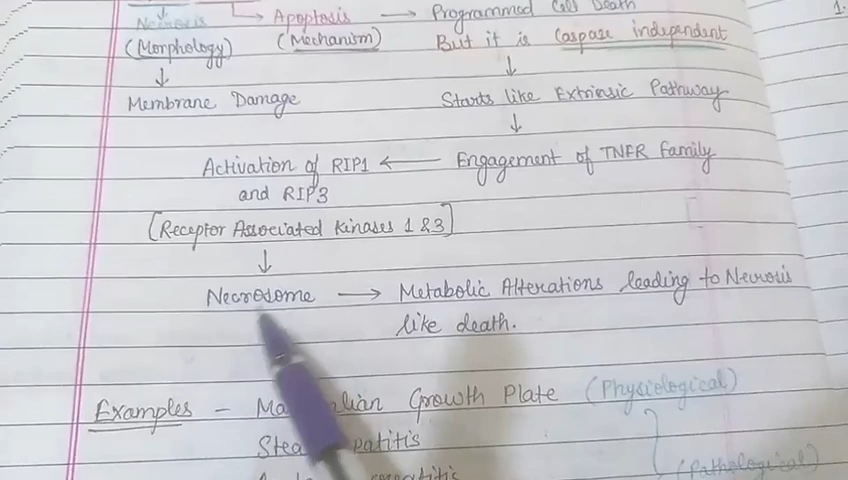 Necrosis → Apoptosis → Programmed Cell Death
(Morphology) (Mechanism) But it is Caspase independent
↓ ↓
Membrane Damage Starts like Extrinsic Pathway
↓
Activation of RIP1 ← Engagement of TNFR Family
and RIP3
[Receptor Associated Kinases 1 & 3]
↓
Necrosome → Metabolic Alterations leading to Necrosis
like death.
Examples - Growth Plate (Physiological)
(Pathological)
1.